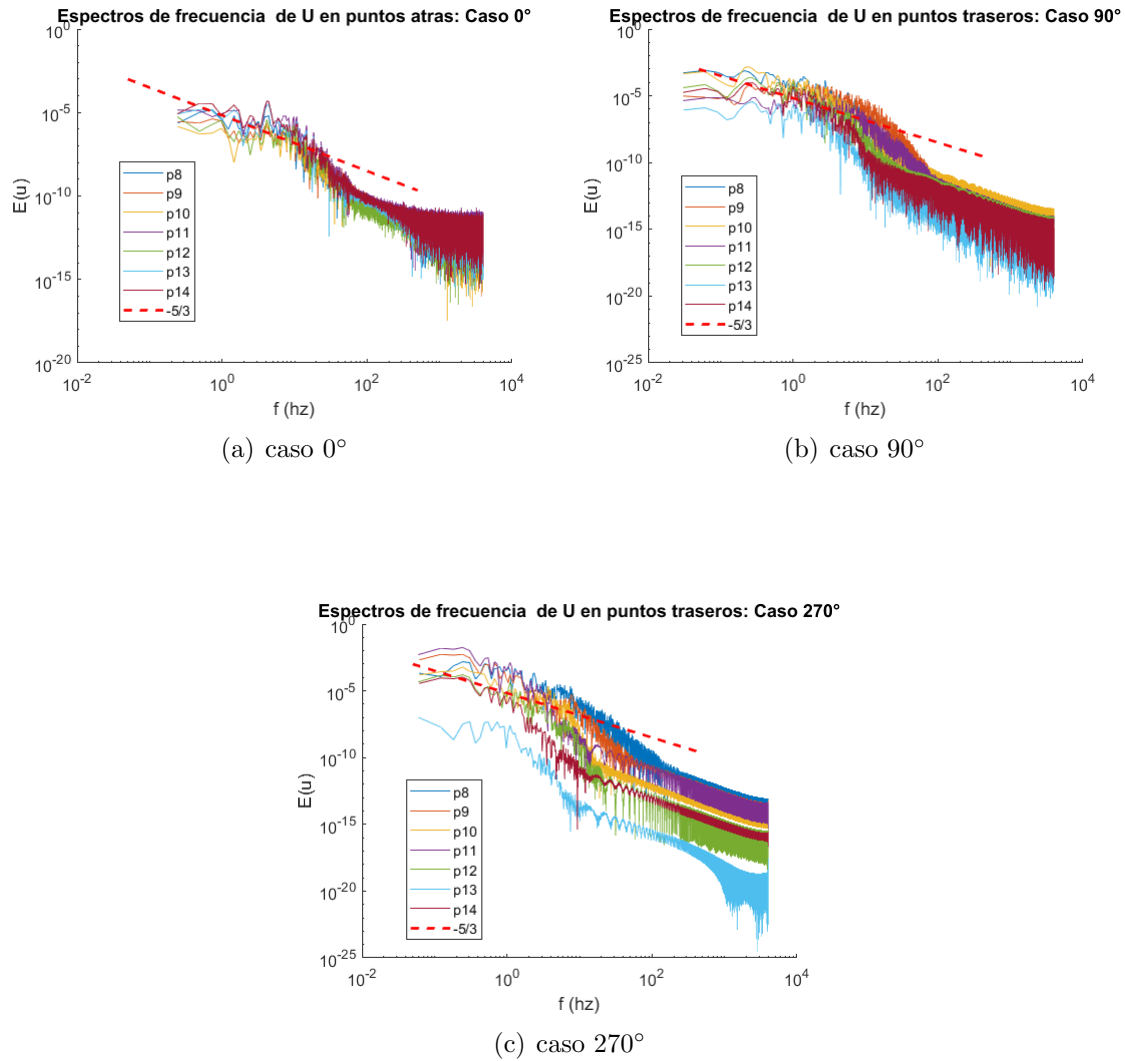 Espectros de frecuencia  de U en puntos atras: Caso 0°
10^0
10^-5
10^-10
10^-15
10^-20
E(u)
p8
p9
p10
p11
p12
p13
p14
-5/3
10^-2
10^0
10^2
10^4
f (hz)
(a) caso 0°
Espectros de frecuencia  de U en puntos traseros: Caso 90°
10^0
10^-5
10^-10
10^-15
10^-20
10^-25
E(u)
p8
p9
p10
p11
p12
p13
p14
-5/3
10^-2
10^0
10^2
10^4
f (hz)
(b) caso 90°
Espectros de frecuencia  de U en puntos traseros: Caso 270°
10^0
10^-5
10^-10
10^-15
10^-20
10^-25
E(u)
p8
p9
p10
p11
p12
p13
p14
-5/3
10^-2
10^0
10^2
10^4
f (hz)
(c) caso 270°